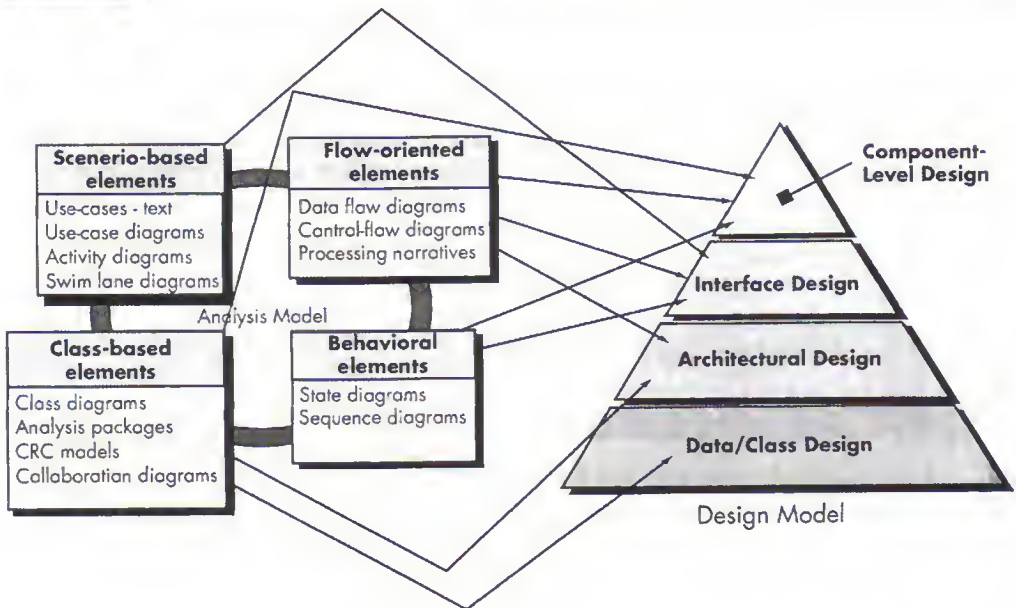 Scenerio-based
elements
Use-cases - text
Use-case diagrams
Activity diagrams
Swim lane diagrams
Flow-oriented
elements
Data flow diagrams
Control-flow diagrams
Processing narratives
Analysis Model
Class-based
elements
Class diagrams
Analysis packages
CRC models
Collaboration diagrams
Behavioral
elements
State diagrams
Sequence diagrams
Component-
Level Design
Interface Design
Architectural Design
Data/Class Design
Design Model